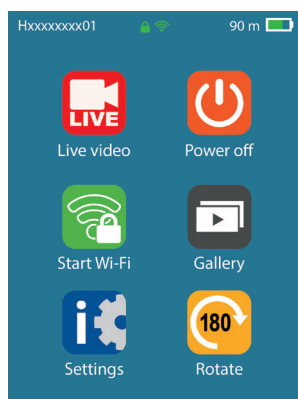 Hxxxxxxxx01 90 m
LIVE
Live video Power off
Start Wi-Fi Gallery
i
Settings
180
Rotate